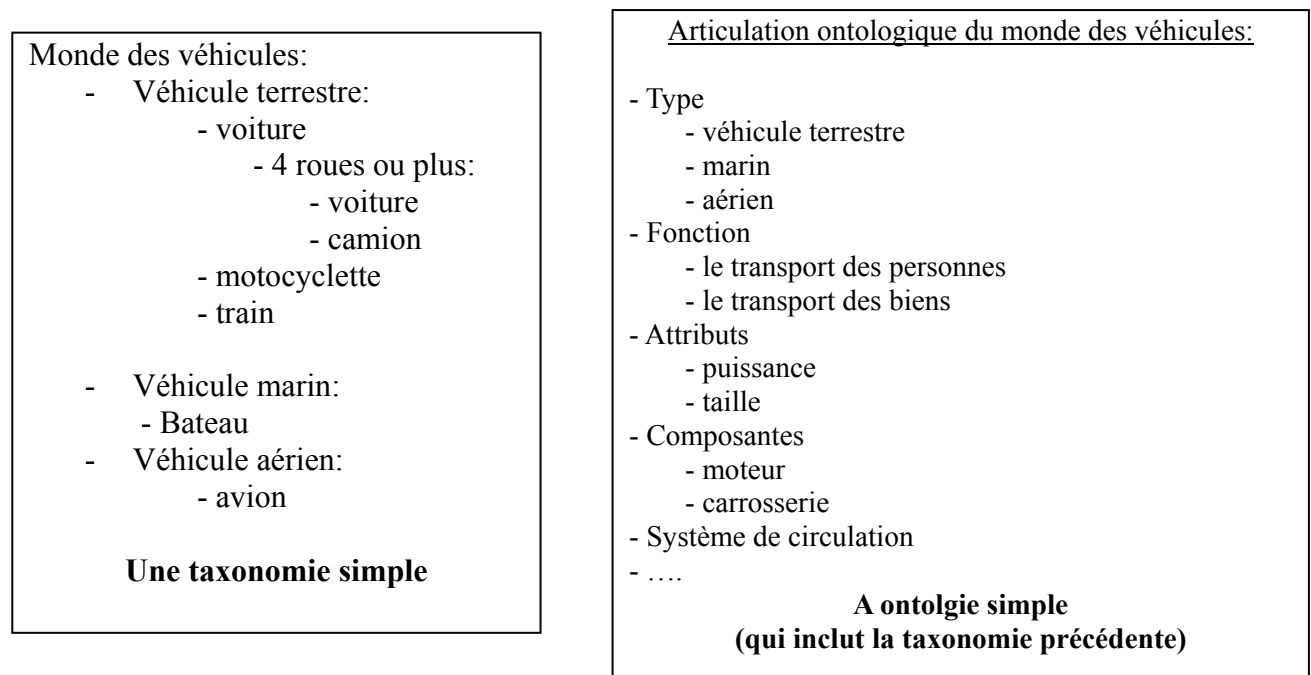 Monde des véhicules:
- Véhicule terrestre:
- voiture
- 4 roues ou plus:
- voiture
- camion
- motocyclette
- train
- Véhicule marin:
- Bateau
- Véhicule aérien:
- avion
Une taxonomie simple
Articulation ontologique du monde des véhicules:
- Type
- véhicule terrestre
- marin
- aérien
- Fonction
- le transport des personnes
- le transport des biens
- Attributs
- puissance
- taille
- Composantes
- moteur
- carrosserie
- Système de circulation
- ….
A ontolgie simple
(qui inclut la taxonomie précédente)